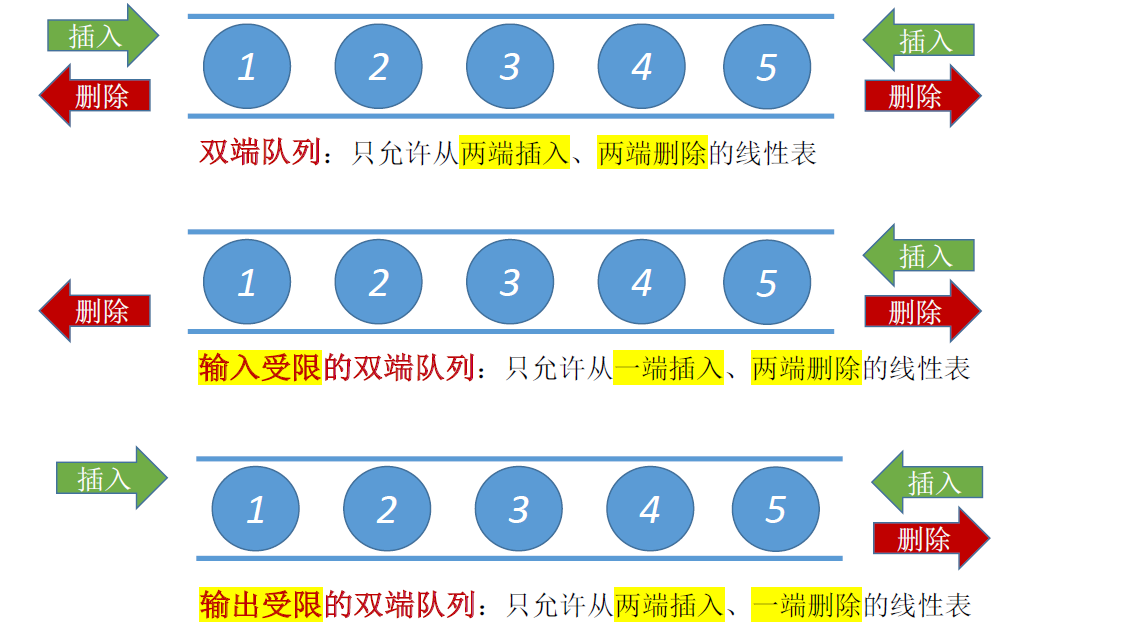 插入 插入
1 2 3 4 5
删除 删除
双端队列：只允许从两端插入、两端删除的线性表
插入
1 2 3 4 5
删除 删除
输入受限的双端队列：只允许从一端插入、两端删除的线性表
插入 插入
1 2 3 4 5
删除
输出受限的双端队列：只允许从两端插入、一端删除的线性表